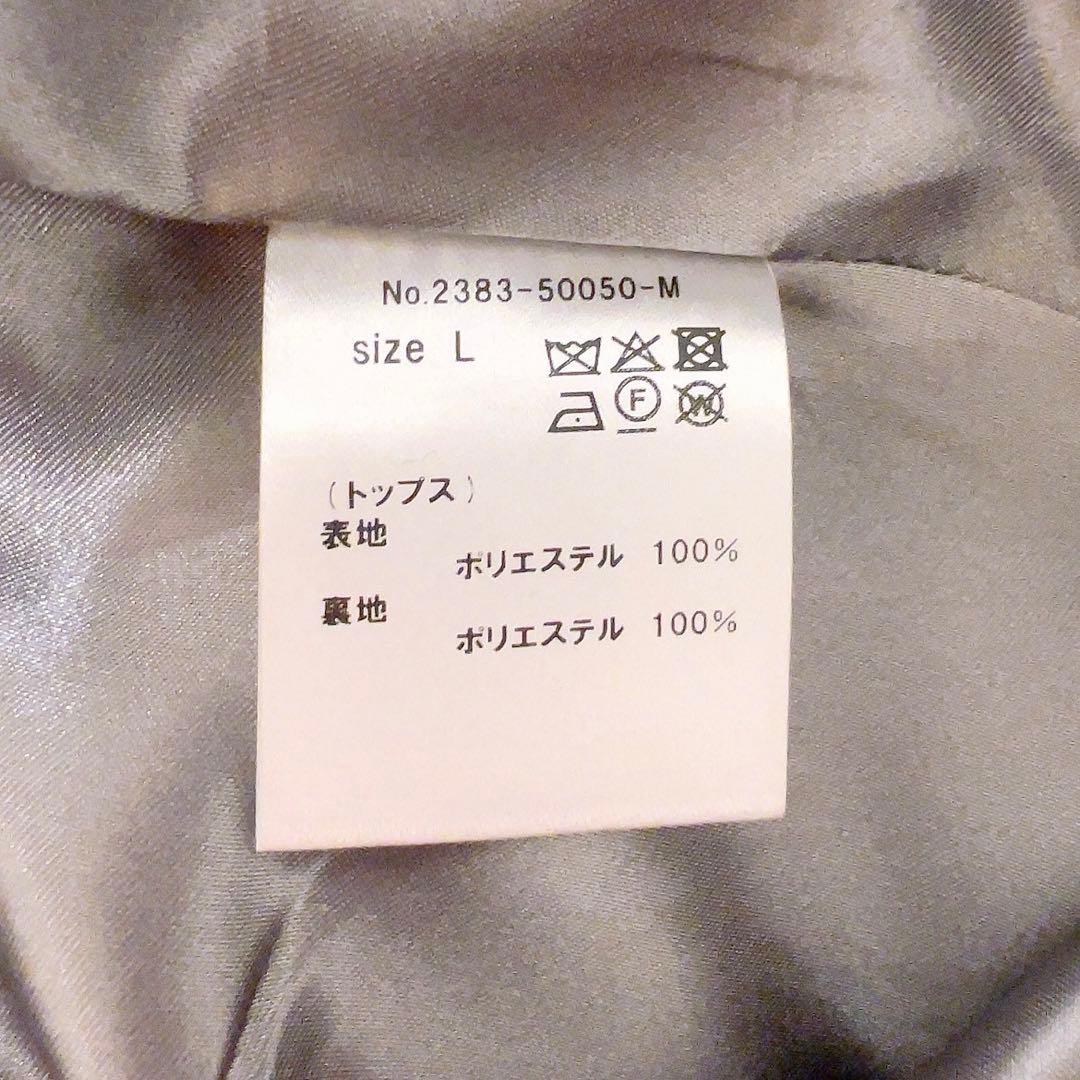 No.2383-50050-M
size L
F
W
(トップス)
表地
ポリエステル 100%
裏地
ポリエステル 100%